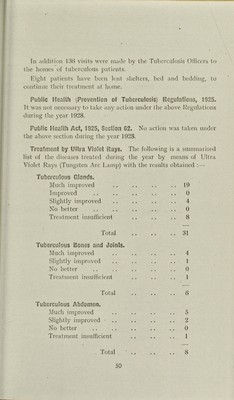 In addition 436 visits were made by the Tuberculosis Officers to
the homes of tuberculous patients.
Eight patients have been lent shelters, bed and bedding, to
continue their treatment at home.
Public Health (Prevention of Tuberculosis) Regulations, 1925.
It was not necessary to take any action under the above Regulations
during the year 1928.
Public Health Act, 1925, Section 62. No action was taken under
the above section during the year 1928.
Treatment by Ultra Violet Rays. The following is a summarised
list of the diseases treated during the year by means of Ultra
Violet Rays (Tungsten Arc Lamp) with the results obtained :—
Tuberculous Glands.
Much improved .. .. .. .. 19
Improved .. .. .. .. .. 0
Slightly improved .. .. .. .. 4
No better .. .. .. .. .. 0
Treatment insufficient .. .. .. 8
Total .. .. .. 31
Tuberculous Bones and Joints.
Much improved .. .. .. .. 4
Slightly improved .. .. .. .. 1
No better .. .. .. .. .. 0
Treatment insufficient .. .. .. 1
Total .. .. .. 6
Tuberculous Abdomen.
Much improved .. .. .. .. 5
Slightly improved .. .. .. .. 2
No better .. .. .. .. .. 0
Treatment insufficient .. .. .. 1
Total .. .. .. 8
50